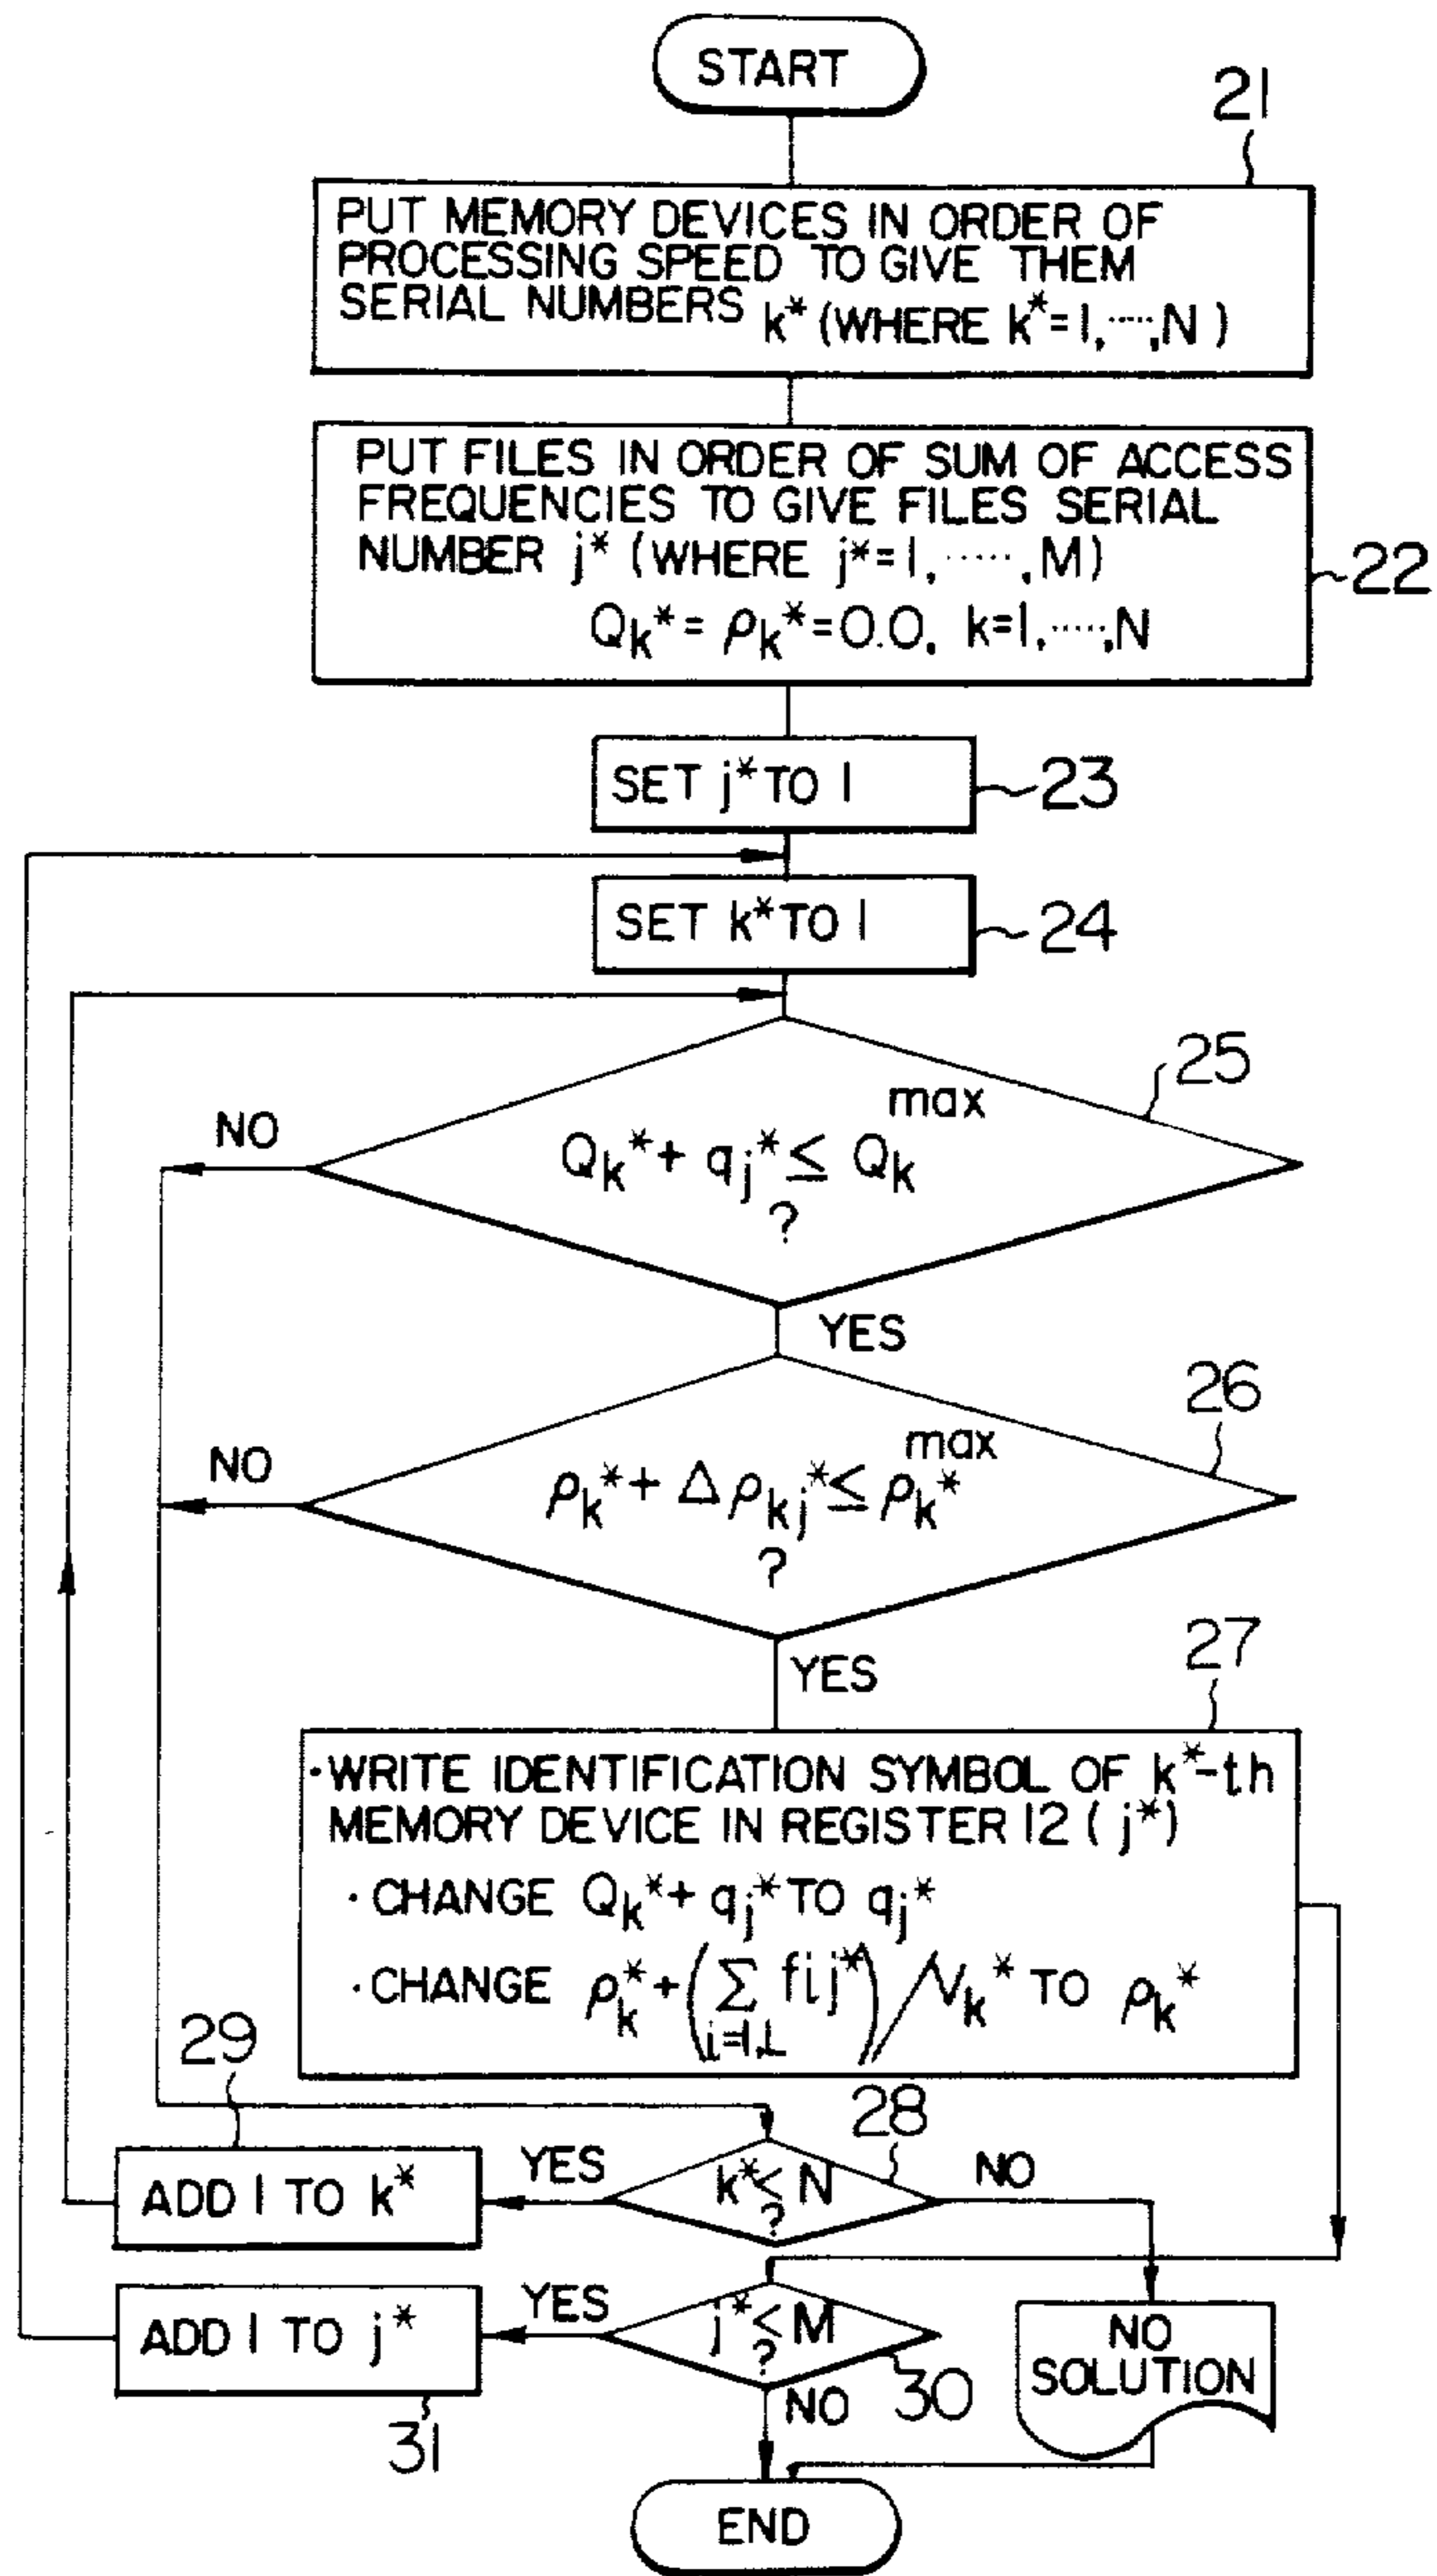 START
21
PUT MEMORY DEVICES IN ORDER OF
PROCESSING SPEED TO GIVE THEM
SERIAL NUMBERS k* (WHERE k*=1,....,N)
PUT FILES IN ORDER OF SUM OF ACCESS
FREQUENCIES TO GIVE FILES SERIAL
NUMBER j* (WHERE j*=1,.....,M)
22
Qk*= ρk*=0.0, k=1,.....,N
SET j* TO 1
23
SET k* TO 1
24
25
NO
max
Qk*+ qj*≤ Qk
?
YES
26
NO
max
ρk*+ Δρkj*≤ρk*
?
YES
27
·WRITE IDENTIFICATION SYMBOL OF k*-th
MEMORY DEVICE IN REGISTER 12 (j*)
·CHANGE Qk*+ qj* TO qj*
·CHANGE ρk*+(Σ i=1,L fij*)/Vk* TO ρk*
29
28
ADD 1 TO k*
YES
k*< N
?
NO
ADD 1 TO j*
YES
j*< M
?
NO
30
31
NO
SOLUTION
END